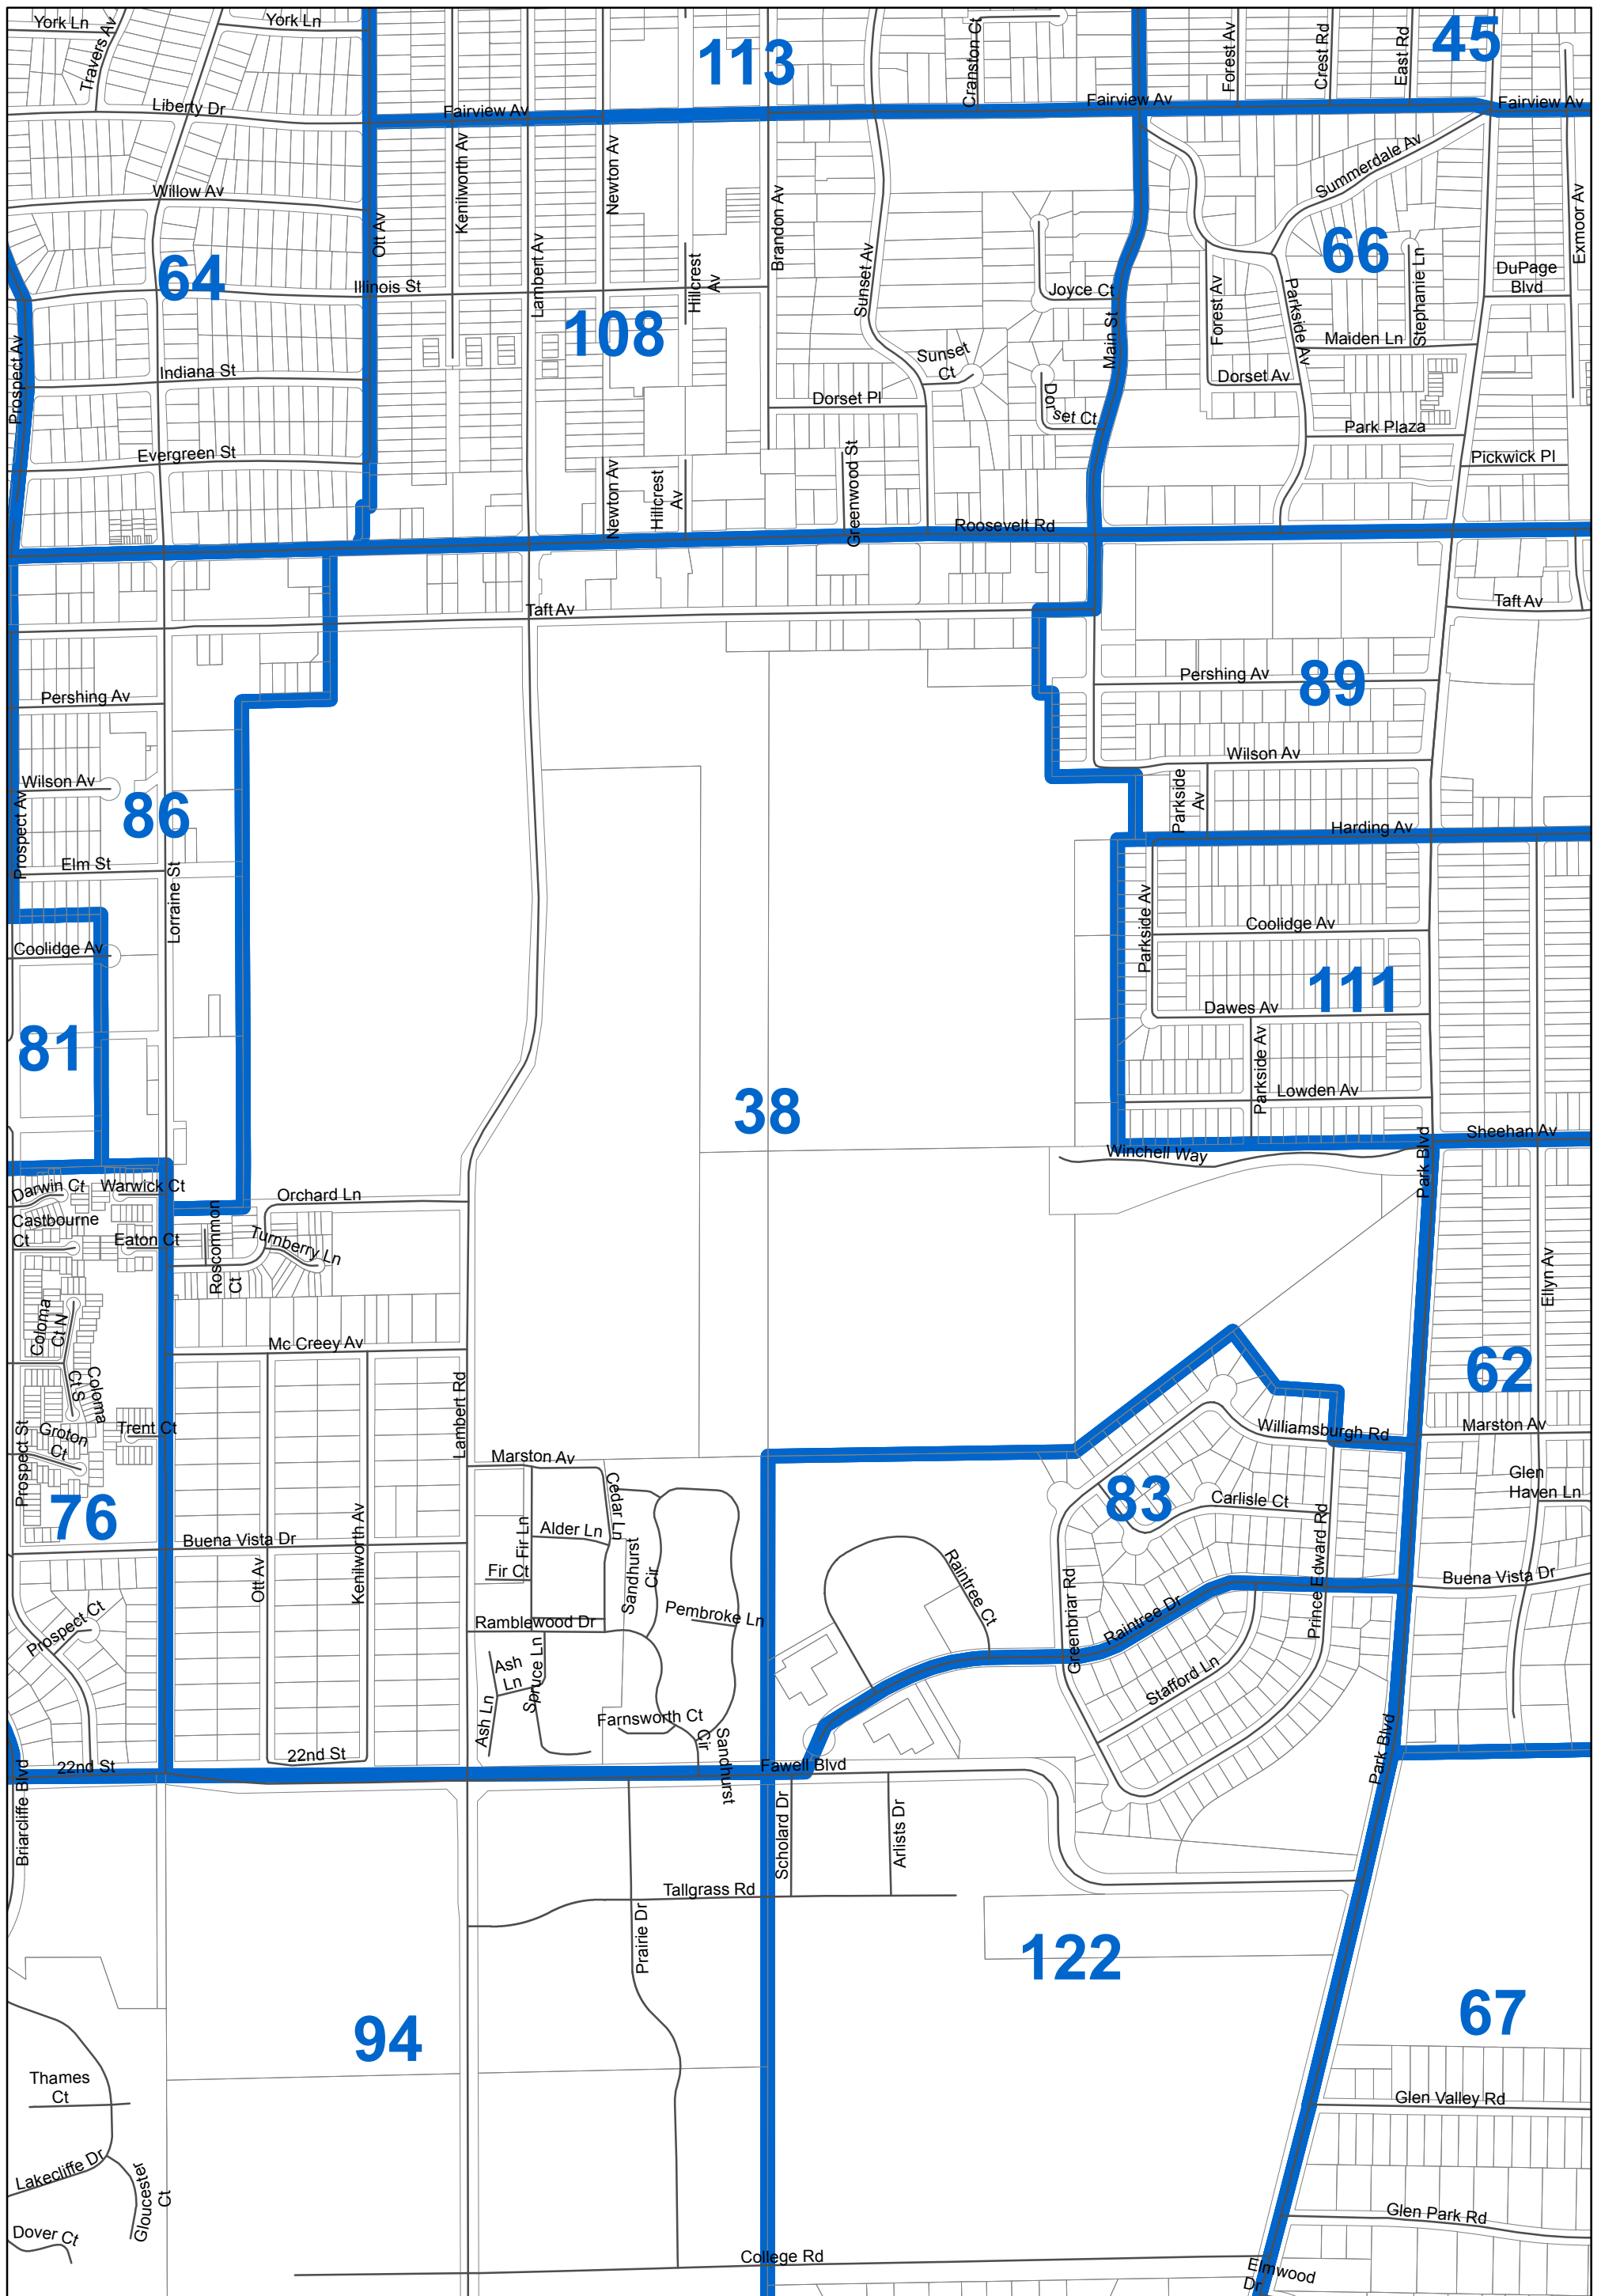 York Ln
York Ln
Travers Av
113
Cranston Ct
Forest Av
Crest Rd
East Rd
45
Liberty Dr
Fairview Av
Fairview Av
Fairview Av
Willow Av
Ott Av
Kenilworth Av
Lambert Av
Newton Av
Brandon Av
Sunset Av
Summerdale Av
Exmoor Av
64
66
Illinois St
Hillcrest
Av
Joyce Ct
Main St
Forest Av
Parkside Av
Stephanie Ln
DuPage
Blvd
108
Maiden Ln
Prospect Av
Indiana St
Sunset
Ct
Dorset Av
Dorset Pl
Dor
set Ct
Park Plaza
Evergreen St
Newton Av
Hillcrest
Av
Greenwood St
Pickwick Pl
Roosevelt Rd
Taft Av
Taft Av
Pershing Av
Pershing Av
89
Wilson Av
Wilson Av
Prospect Av
86
Parkside
Av
Harding Av
Elm St
Lorraine St
Coolidge Av
Parkside Av
Coolidge Av
111
Dawes Av
81
Parkside Av
Lowden Av
38
Winchell Way
Park Blvd
Sheehan Av
Darwin Ct
Warwick Ct
Castbourne
Ct
Eaton Ct
Roscommon
Ct
Orchard Ln
Turnberry Ln
Ellyn Av
Coloma
Ct N
Mc Creey Av
Coloma
Ct S
62
Lambert Rd
Groton
Ct
Trent Ct
Williamsburgh Rd
Marston Av
Prospect St
76
Marston Av
Cedar Ln
83
Carlisle Ct
Glen
Haven Ln
Kenilworth Av
Fir Ln
Alder Ln
Prince Edward Rd
Buena Vista Dr
Ott Av
Fir Ct
Sandhurst
Cir
Raintree Ct
Greenbriar Rd
Buena Vista Dr
Prospect Ct
Ramblewood Dr
Pembroke Ln
Raintree Dr
Ash
Ln
Spruce Ln
Stafford Ln
Ash Ln
Farnsworth Ct
Sandhurst
Cir
Park Blvd
Briarcliffe Blvd
22nd St
22nd St
Fawell Blvd
Scholard Dr
Arlists Dr
Tallgrass Rd
Prairie Dr
122
94
67
Thames
Ct
Glen Valley Rd
Lakecliffe Dr
Gloucester
Ct
Dover Ct
Glen Park Rd
College Rd
Elmwood
Dr